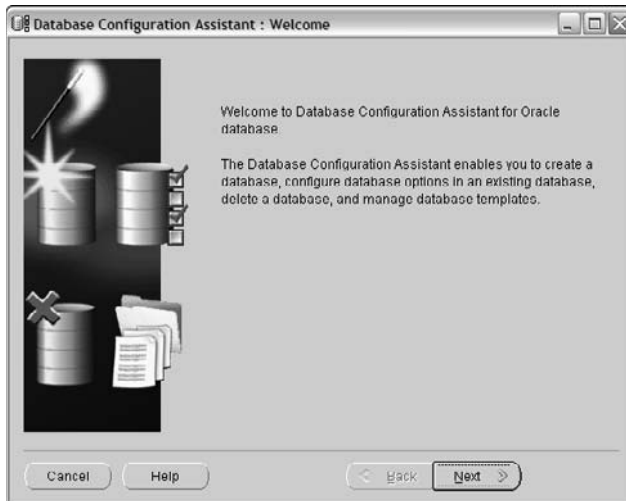 Database Configuration Assistant : Welcome
Welcome to Database Configuration Assistant for Oracle
database.
The Database Configuration Assistant enables you to create a
database, configure database options in an existing database,
delete a database, and manage database templates.
Cancel
Help
Back
Next